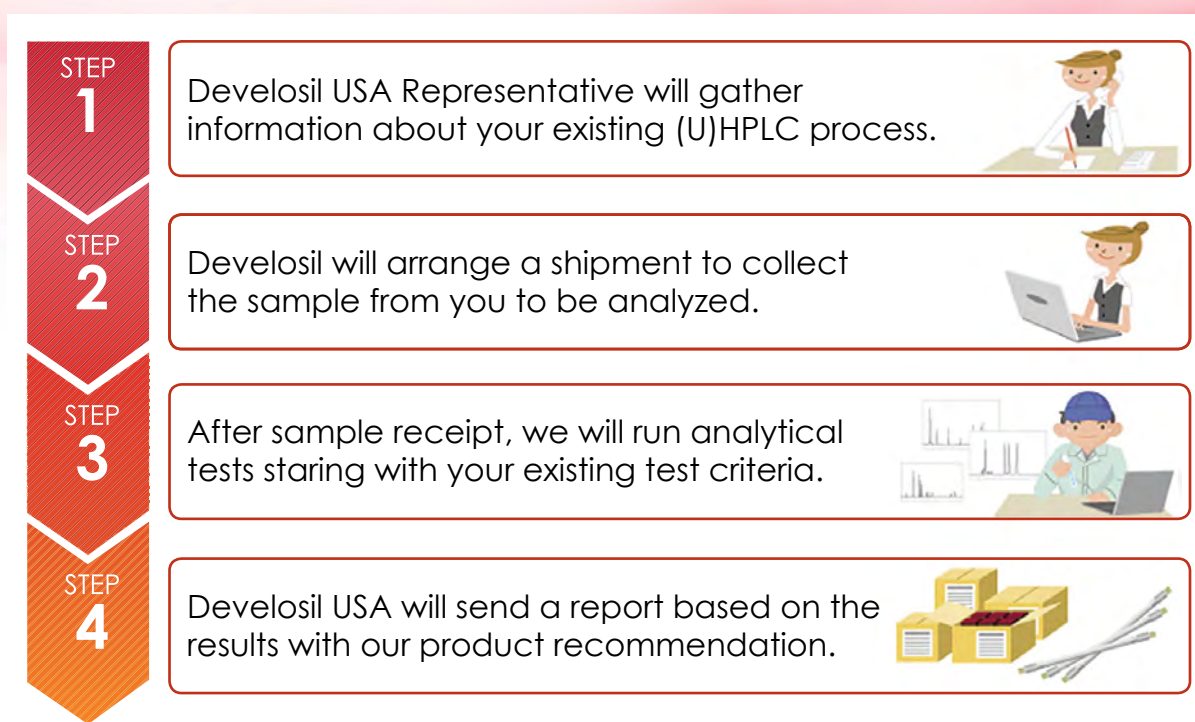 STEP
1
Develosil USA Representative will gather
information about your existing (U)HPLC process.
STEP
2
Develosil will arrange a shipment to collect
the sample from you to be analyzed.
STEP
3
After sample receipt, we will run analytical
tests staring with your existing test criteria.
STEP
4
Develosil USA will send a report based on the
results with our product recommendation.